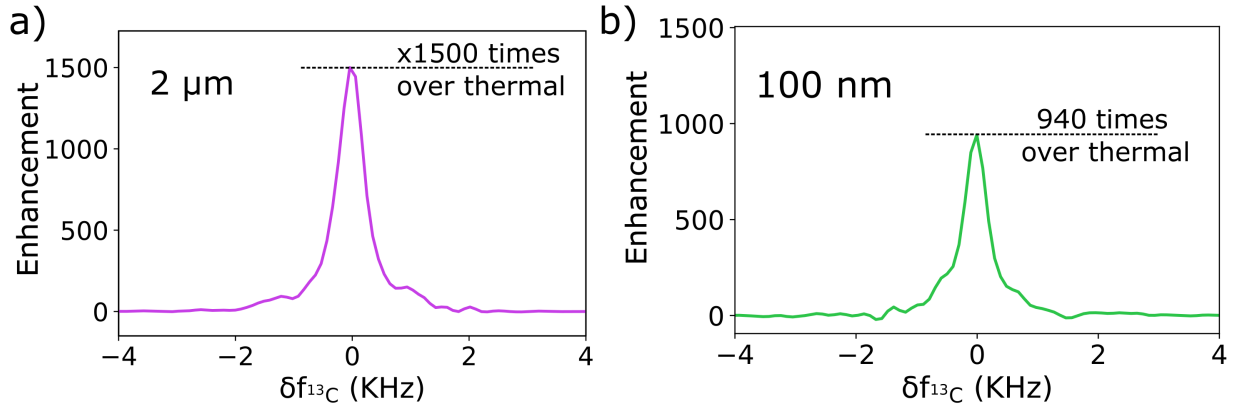 a)
2 μm
x1500 times
over thermal
Enhancement
1500
1000
500
0
−4
−2
0
2
4
δf¹³C (KHz)
b)
100 nm
940 times
over thermal
Enhancement
1500
1000
500
0
−4
−2
0
2
4
δf¹³C (KHz)